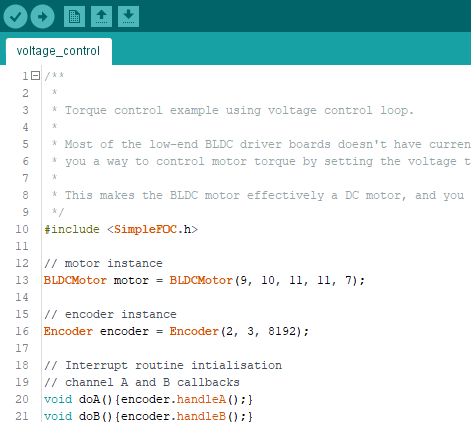 voltage_control
1 /**
2 *
3 * Torque control example using voltage control loop.
4 *
5 * Most of the low-end BLDC driver boards doesn't have curren
6 * you a way to control motor torque by setting the voltage t
7 *
8 * This makes the BLDC motor effectively a DC motor, and you
9 */
10 #include <SimpleFOC.h>
11
12 // motor instance
13 BLDCMotor motor = BLDCMotor(9, 10, 11, 11, 7);
14
15 // encoder instance
16 Encoder encoder = Encoder(2, 3, 8192);
17
18 // Interrupt routine intialisation
19 // channel A and B callbacks
20 void doA(){encoder.handleA();}
21 void doB(){encoder.handleB();}